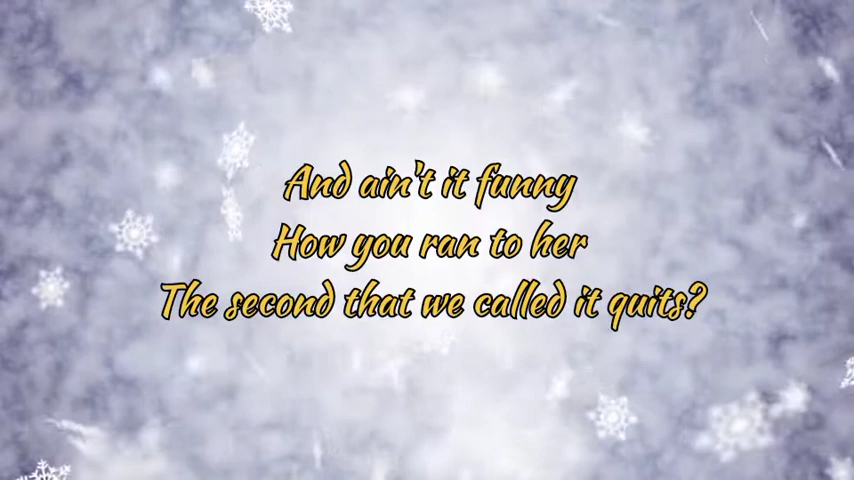 And ain't it funny
How you ran to her
The second that we called it quits?